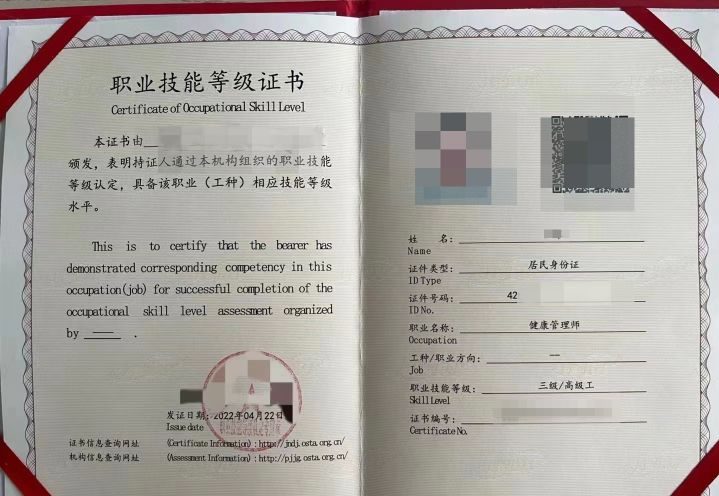 职业技能等级证书
Certificate of Occupational Skill Level
本证书由
颁发，表明持证人通过本机构组织的职业技能
等级认定，具备该职业（工种）相应技能等级
水平。
This is to certify that the bearer has
demonstrated corresponding competency in this
occupation(job) for successful completion of the
occupational skill level assessment organized
by — .
发证日期：2022年04月22日
Issue date
证书信息查询网址 (Certificate Information) : http://jndj.osta.org.cn/
机构信息查询网址 (Assessment Information) : http://pjjg.osta.org.cn/
姓 名：
Name
证件类型： 居民身份证
ID Type
证件号码： 42
ID No.
职业名称： 健康管理师
Occupation
工种/职业方向： —
Job
职业技能等级： 三级/高级工
Skill Level
证书编号：
Certificate No.